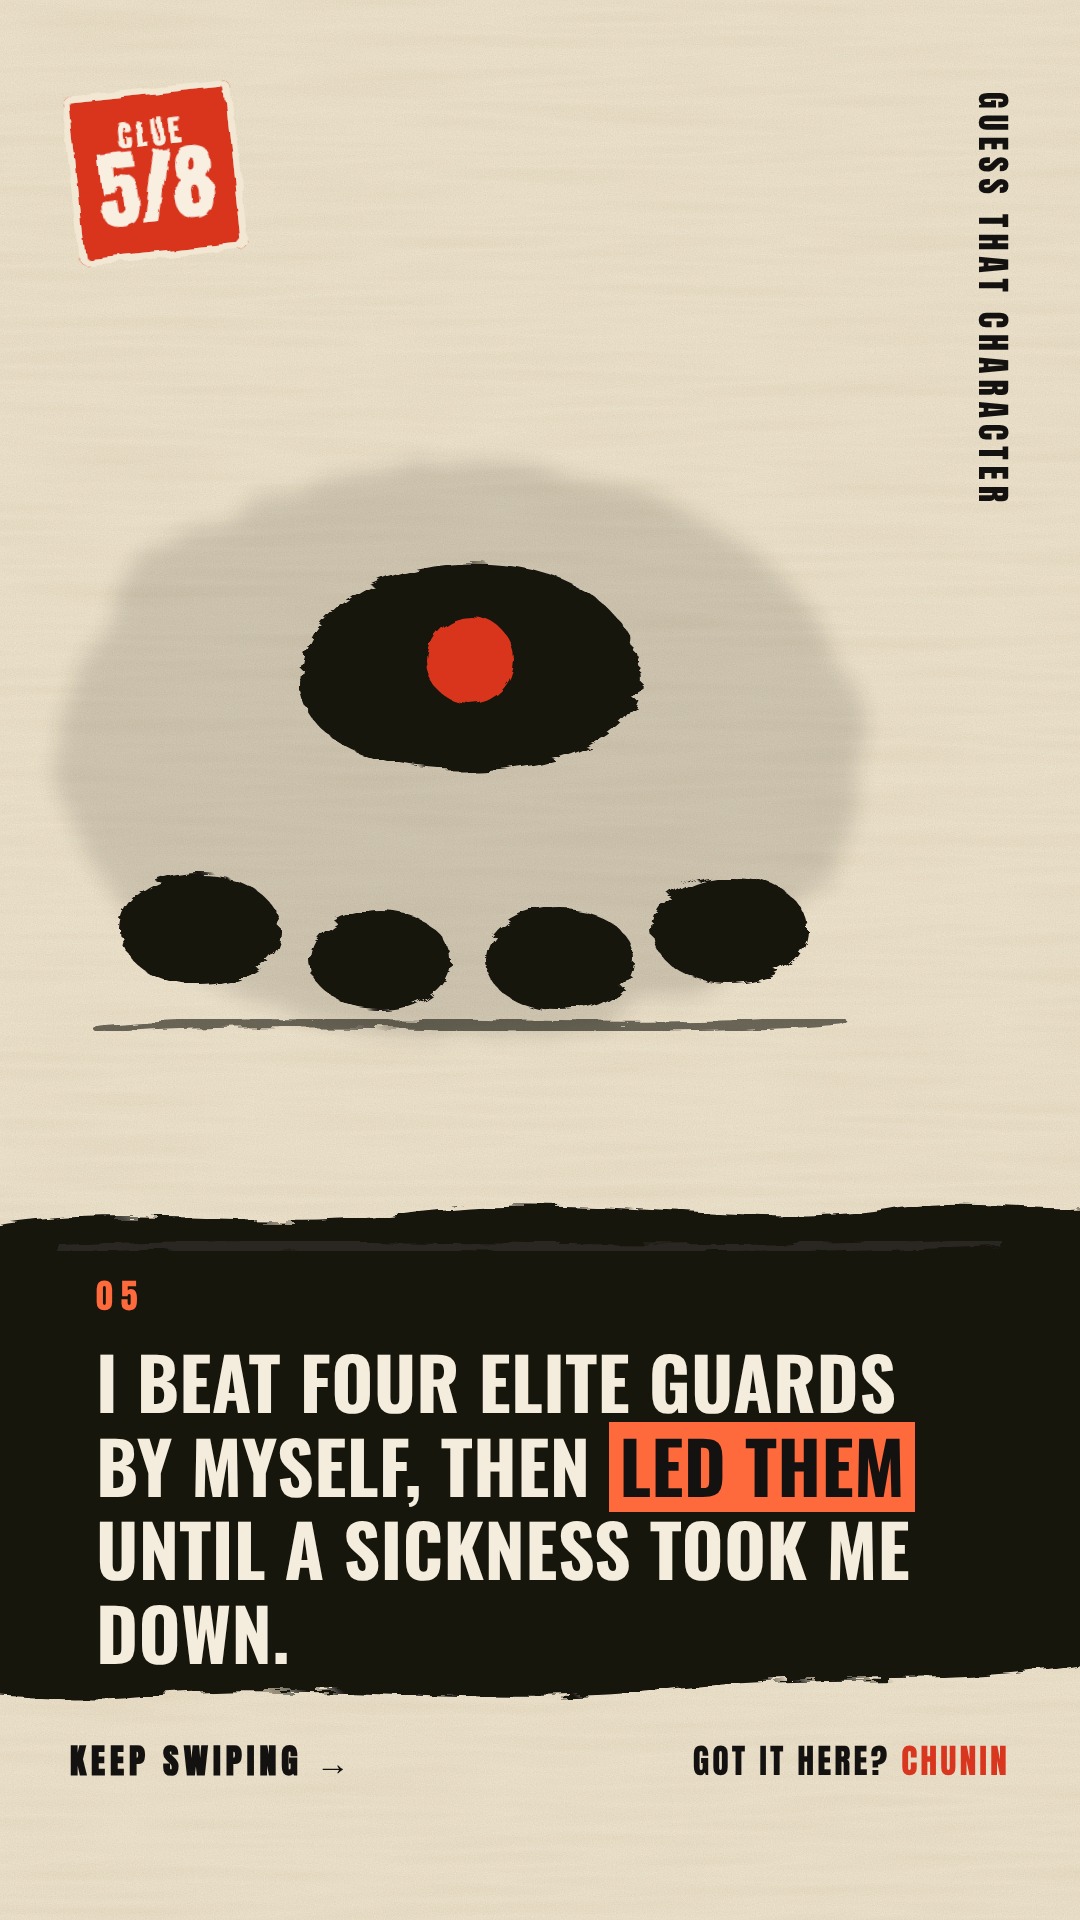 CLUE
5/8
GUESS THAT CHARACTER
05
I BEAT FOUR ELITE GUARDS
BY MYSELF, THEN LED THEM
UNTIL A SICKNESS TOOK ME
DOWN.
KEEP SWIPING →
GOT IT HERE? CHUNIN